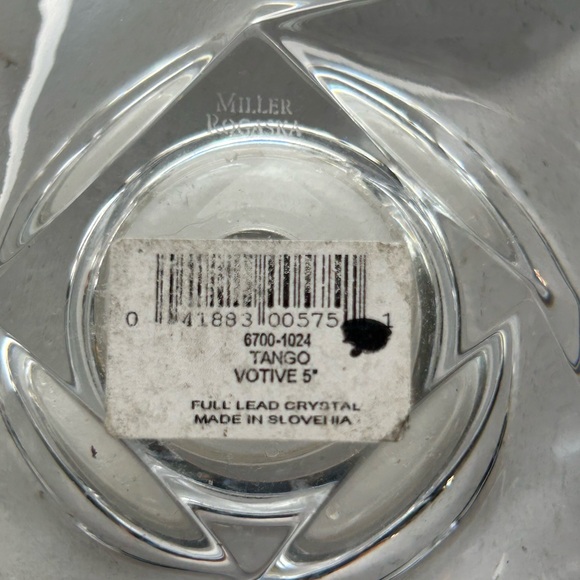 MILLER
ROGASKA
0 41883 00575 1
6700-1024
TANGO
VOTIVE 5"
FULL LEAD CRYSTAL
MADE IN SLOVENIA